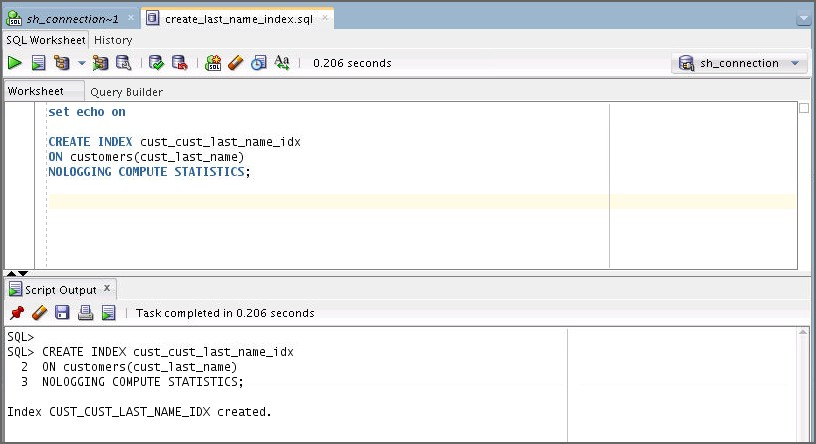 sh_connection~1
create_last_name_index.sql
SQL Worksheet History
0.206 seconds
sh_connection
Worksheet Query Builder
set echo on
CREATE INDEX cust_cust_last_name_idx
ON customers(cust_last_name)
NOLOGGING COMPUTE STATISTICS;
Script Output x
Task completed in 0.206 seconds
SQL>
SQL> CREATE INDEX cust_cust_last_name_idx
2 ON customers(cust_last_name)
3 NOLOGGING COMPUTE STATISTICS;
Index CUST_CUST_LAST_NAME_IDX created.